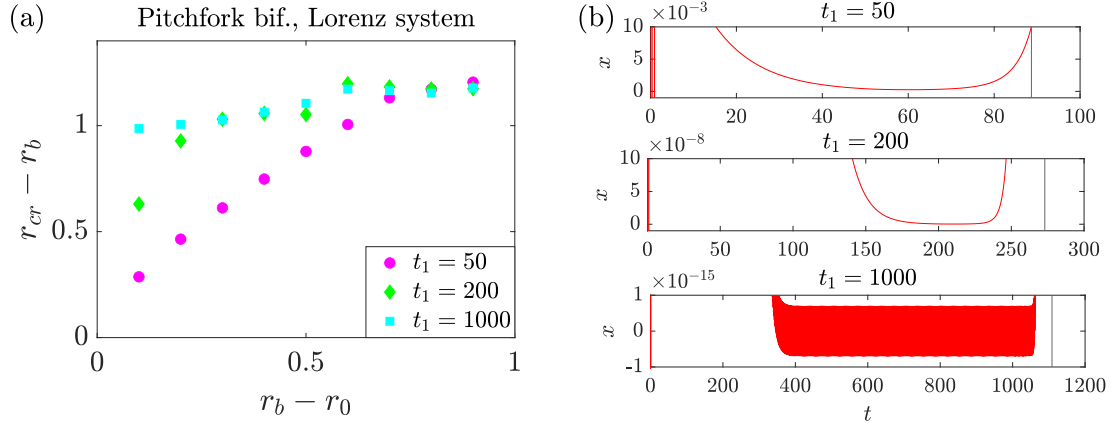 (a)
Pitchfork bif., Lorenz system
1
0.5
0
0
0.5
1
r_cr − r_b
r_b − r_0
t_1 = 50
t_1 = 200
t_1 = 1000
(b)
×10^−3
t_1 = 50
x
10
5
0
0
20
40
60
80
100
×10^−8
t_1 = 200
x
10
5
0
0
50
100
150
200
250
300
×10^−15
t_1 = 1000
x
1
0
-1
0
200
400
600
800
1000
1200
t